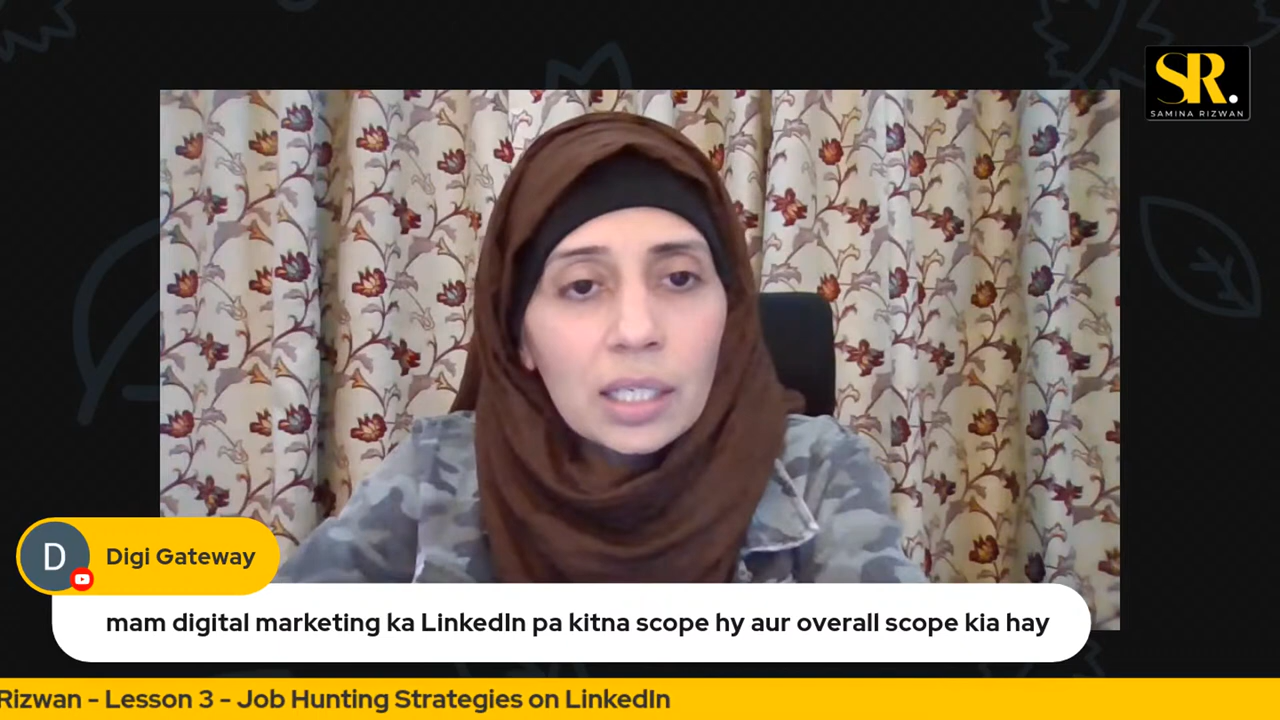 SR.
SAMINA RIZWAN
D
Digi Gateway
mam digital marketing ka LinkedIn pa kitna scope hy aur overall scope kia hay
Rizwan - Lesson 3 - Job Hunting Strategies on LinkedIn